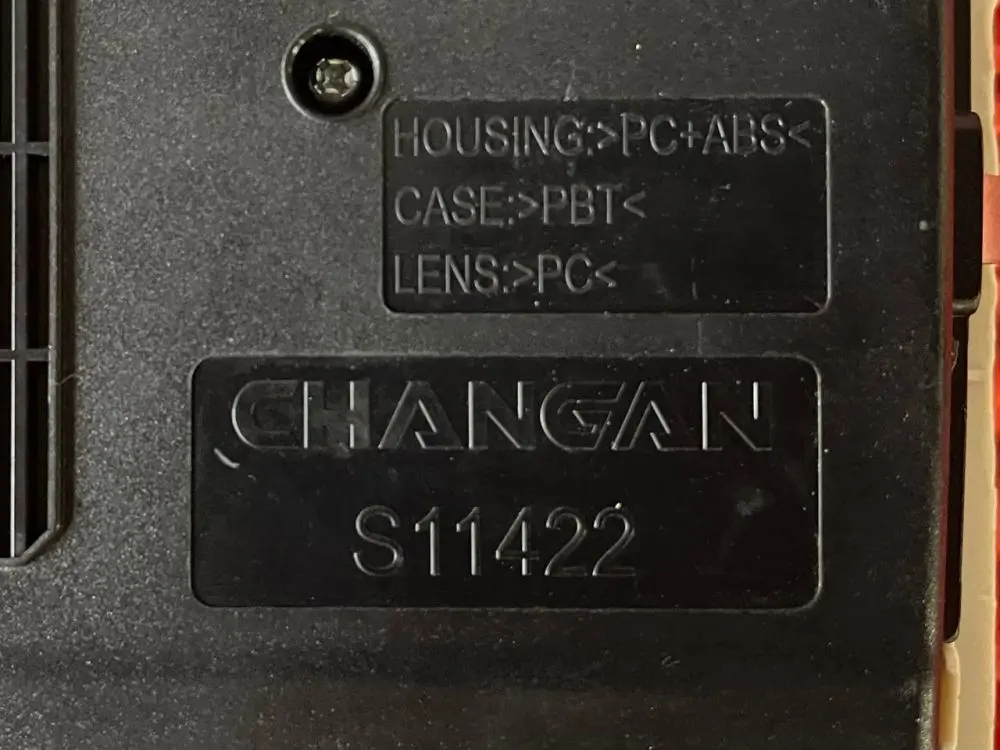 HOUSING:>PC+ABS<
CASE:>PBT<
LENS:>PC<
CHANGAN
S11422